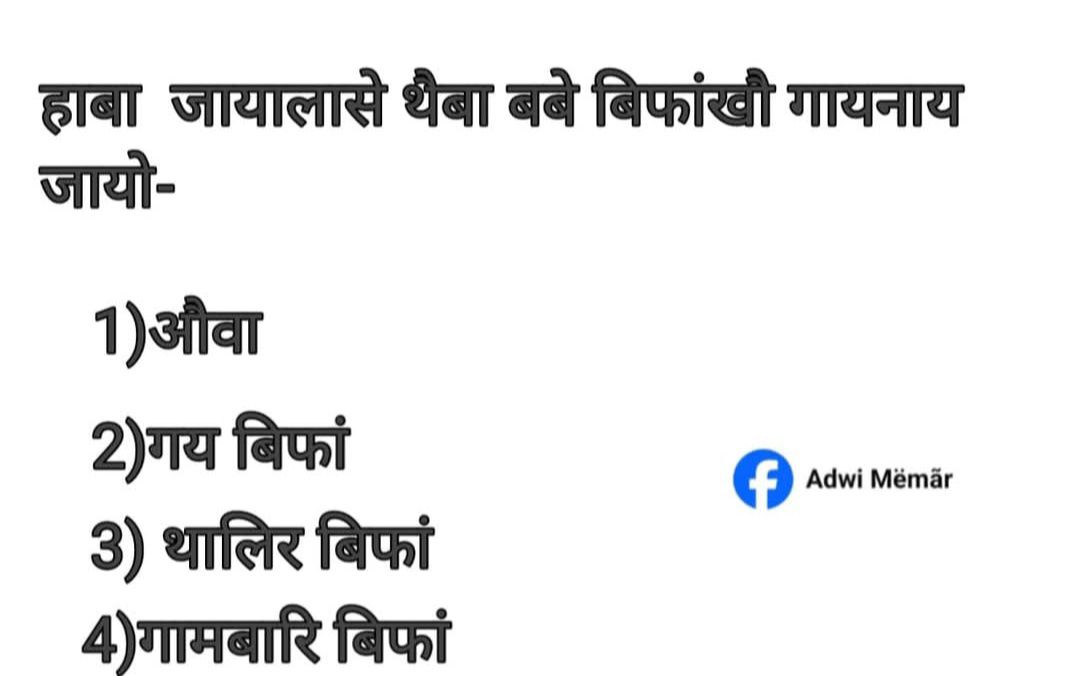 हाबा जायालासे थैबा बबे बिफांखौ गायनाय
जायो-
1)औवा
2)गय बिफां
Adwi Mëmãr
3) थालिर बिफां
4)गामबारि बिफां